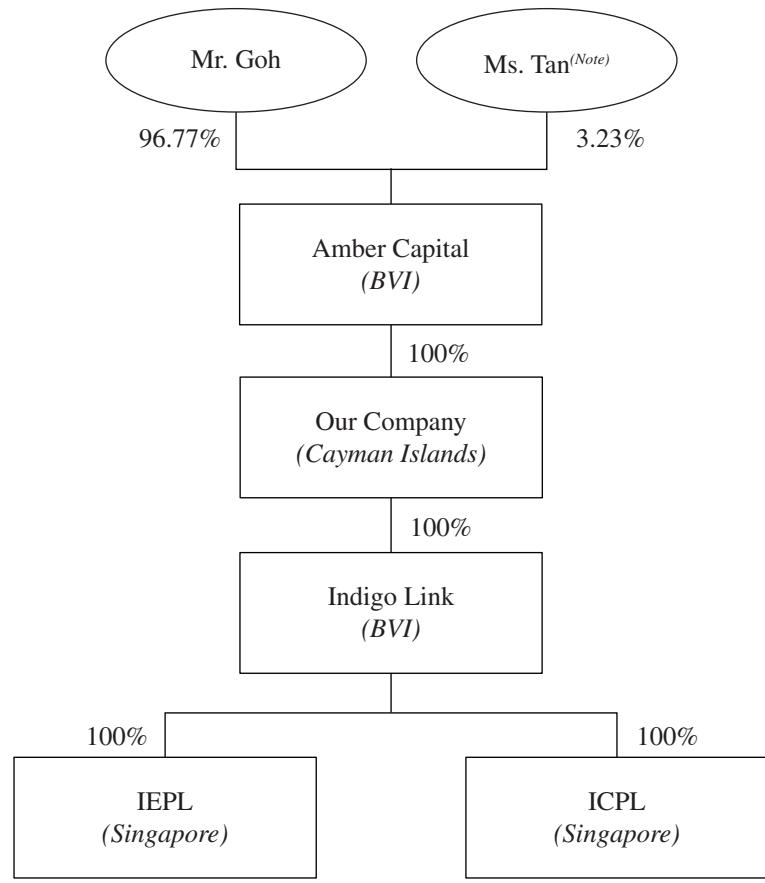 Mr. Goh
Ms. Tan(Note)
96.77%
3.23%
Amber Capital
(BVI)
100%
Our Company
(Cayman Islands)
100%
Indigo Link
(BVI)
100%
100%
IEPL
(Singapore)
ICPL
(Singapore)